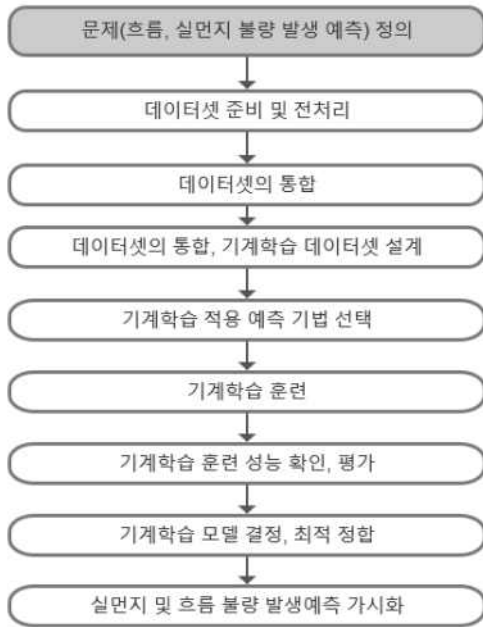 문제(흐름, 실먼지 불량 발생 예측) 정의
데이터셋 준비 및 전처리
데이터셋의 통합
데이터셋의 통합, 기계학습 데이터셋 설계
기계학습 적용 예측 기법 선택
기계학습 훈련
기계학습 훈련 성능 확인, 평가
기계학습 모델 결정, 최적 정합
실먼지 및 흐름 불량 발생예측 가시화